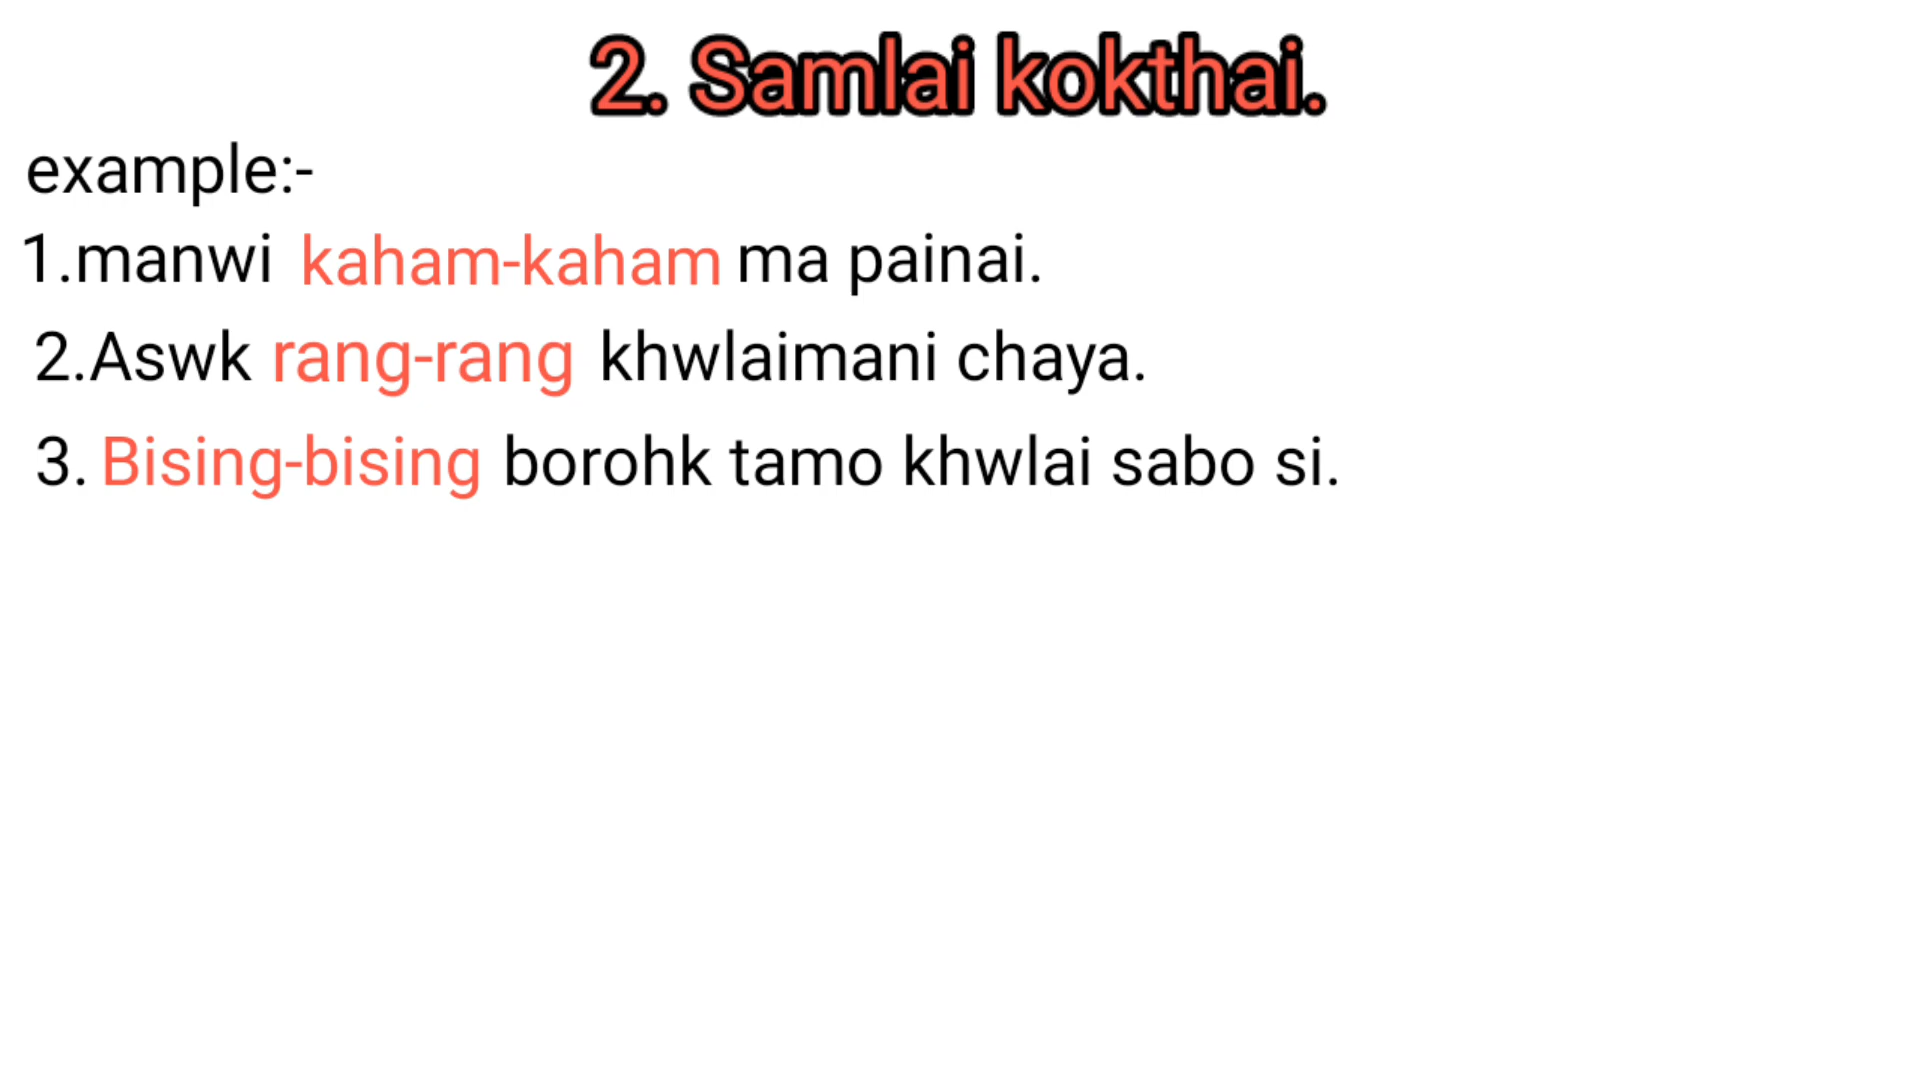 2. Samlai kokthai.
example:-
1.manwi kaham-kaham ma painai.
2.Aswk rang-rang khwlaimani chaya.
3. Bising-bising borohk tamo khwlai sabo si.